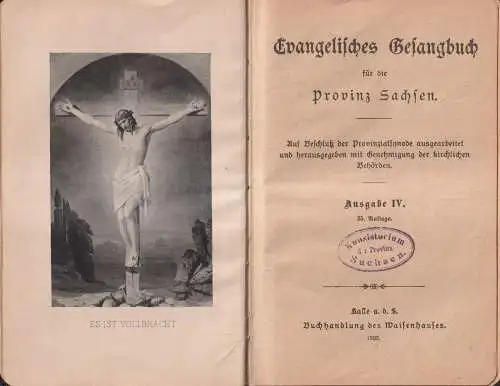 ES IST VOLLBRACHT
Evangelisches Gesangbuch
für die
Provinz Sachsen.
Auf Beschluß der Provinzialsynode ausgearbeitet
und herausgegeben mit Genehmigung der kirchlichen
Behörden.
Ausgabe IV.
Auflage.
Konsistorium
Provinz
Sachsen.
Halle a. d. S.
Buchhandlung des Waisenhauses.